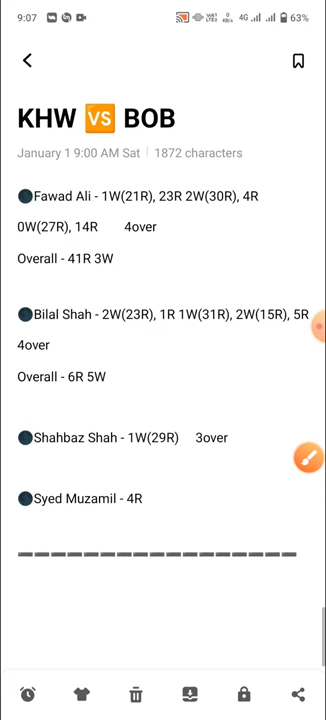 9:07 4G 63%
KHW 🆚 BOB
January 1 9:00 AM Sat | 1872 characters
🌑Fawad Ali - 1W(21R), 23R 2W(30R), 4R
0W(27R), 14R 4over
Overall - 41R 3W
🌑Bilal Shah - 2W(23R), 1R 1W(31R), 2W(15R), 5R
4over
Overall - 6R 5W
🌑Shahbaz Shah - 1W(29R) 3over
🌑Syed Muzamil - 4R
➖➖➖➖➖➖➖➖➖➖➖➖➖➖➖➖➖